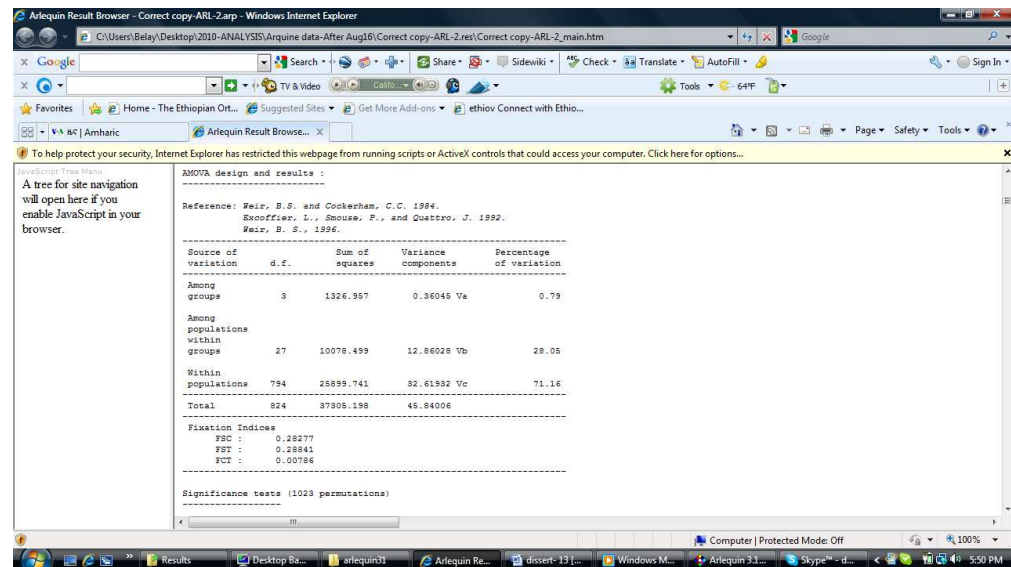 Arlequin Result Browser - Correct copy-ARL-2.arp - Windows Internet Explorer
C:\Users\Belay\Desktop\2010-ANALYSIS\Arquine data-After Aug16\Correct copy-ARL-2.res\Correct copy-ARL-2_main.htm
Google
x Google Search Share Sidewiki Check Translate AutoFill Sign In
x TV & Video Tools 64°F
Favorites Home - The Ethiopian Ort... Suggested Sites Get More Add-ons ethiov Connect with Ethio...
Amharic Arlequin Result Browse... X Page Safety Tools
To help protect your security, Internet Explorer has restricted this webpage from running scripts or ActiveX controls that could access your computer. Click here for options...
JavaScript Tree Menu
A tree for site navigation
will open here if you
enable JavaScript in your
browser.
AMOVA design and results :
--------------------------
Reference: Weir, B.S. and Cockerham, C.C. 1984.
Excoffier, L., Smouse, P., and Quattro, J. 1992.
Weir, B. S., 1996.
Source of Sum of Variance Percentage
variation d.f. squares components of variation
Among
groups 3 1326.957 0.36045 Va 0.79
Among
populations
within
groups 27 10078.499 12.86028 Vb 28.05
Within
populations 794 25899.741 32.61932 Vc 71.16
Total 824 37305.198 45.84006
Fixation Indices
FSC : 0.28277
FST : 0.28841
FCT : 0.00786
Significance tests (1023 permutations)
------------------
Computer | Protected Mode: Off 100%
Results Desktop Ba... arlequin31 Arlequin Re... dissert- 13 [... Windows M... Arlequin 3.1... Skype™ - d... 5:50 PM